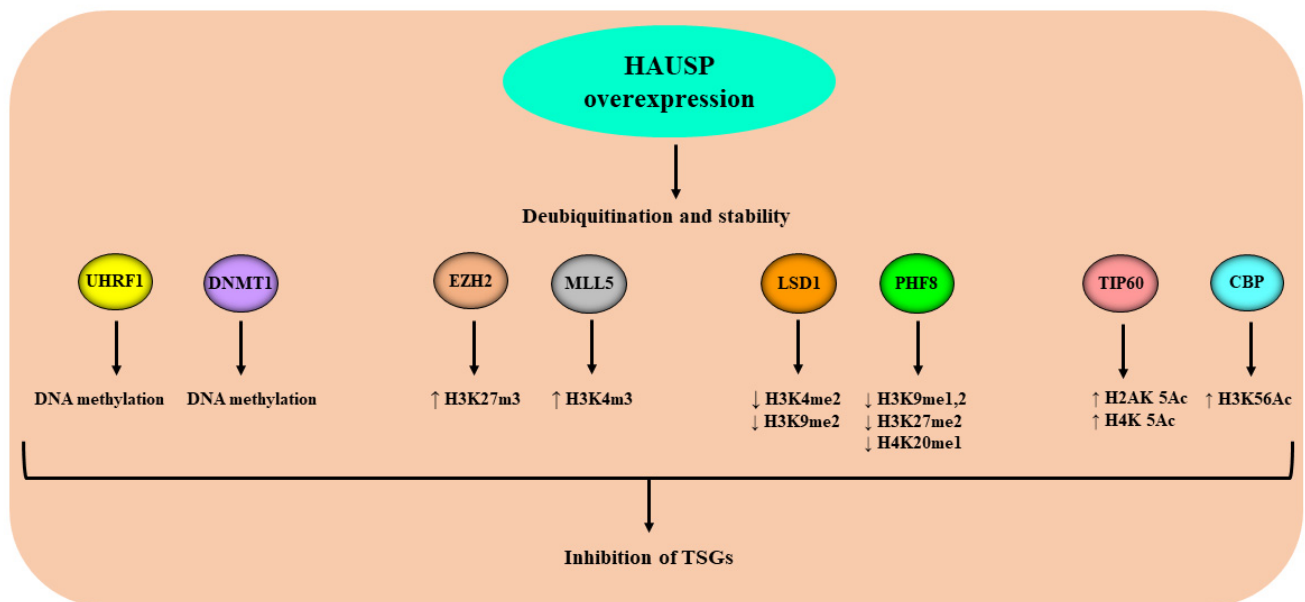 HAUSP
overexpression
Deubiquitination and stability
UHRF1
DNMT1
EZH2
MLL5
LSD1
PHF8
TIP60
CBP
DNA methylation
DNA methylation
↑ H3K27m3
↑ H3K4m3
↓ H3K4me2
↓ H3K9me2
↓ H3K9me1,2
↓ H3K27me2
↓ H4K20me1
↑ H2AK 5Ac
↑ H4K 5Ac
↑ H3K56Ac
Inhibition of TSGs